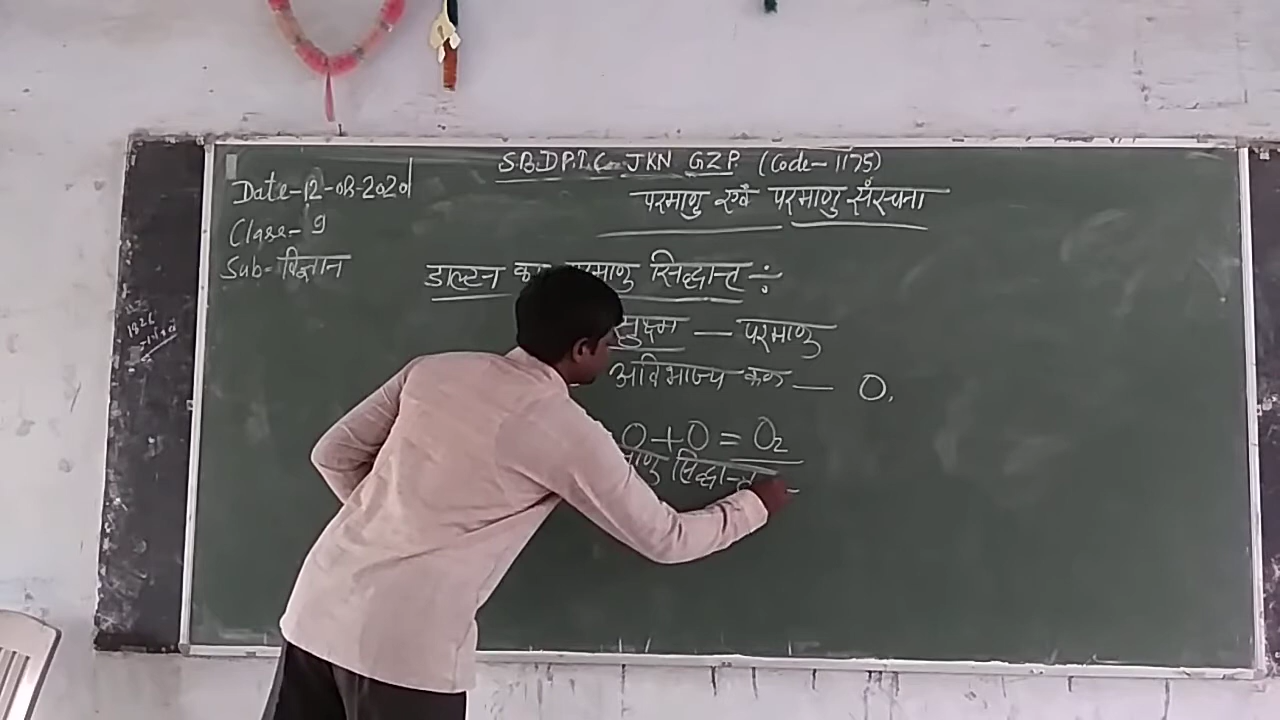 S.B.D.P.I.C. JKN GZP. (Code-1175)
Date-12-08-2020
परमाणु एवं परमाणु संरचना
Class- 9
Sub- विज्ञान
डाल्टन का परमाणु सिद्धान्त ÷
सुक्ष्म — परमाणु
अविभाज्य कण — O.
O+O = O₂
सिद्धान्त
1926